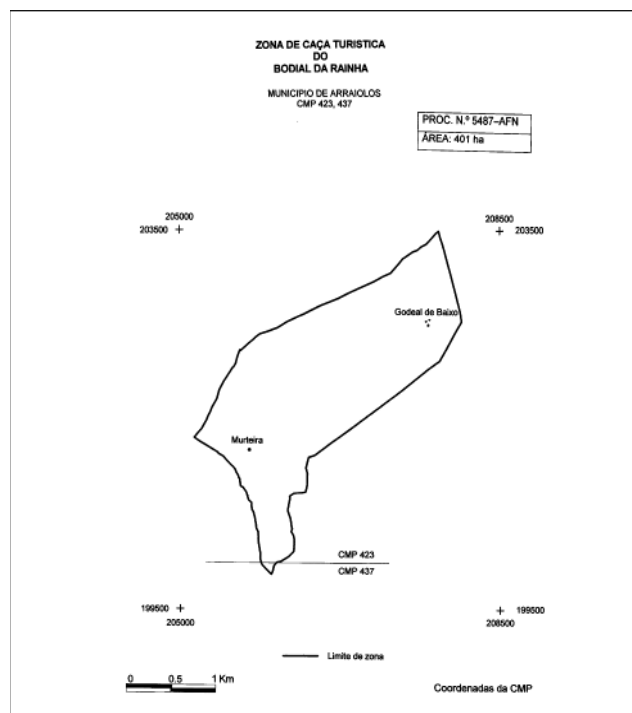 ZONA DE CAÇA TURISTICA
DO
BODIAL DA RAINHA
MUNICIPIO DE ARRAIOLOS
CMP 423, 437
PROC. N.º 5487–AFN
ÁREA: 401 ha
205000
203500
208500
203500
Godeal de Baixo
Murteira
CMP 423
CMP 437
199500
205000
199500
208500
Limite de zona
0 0.5 1 Km
Coordenadas da CMP